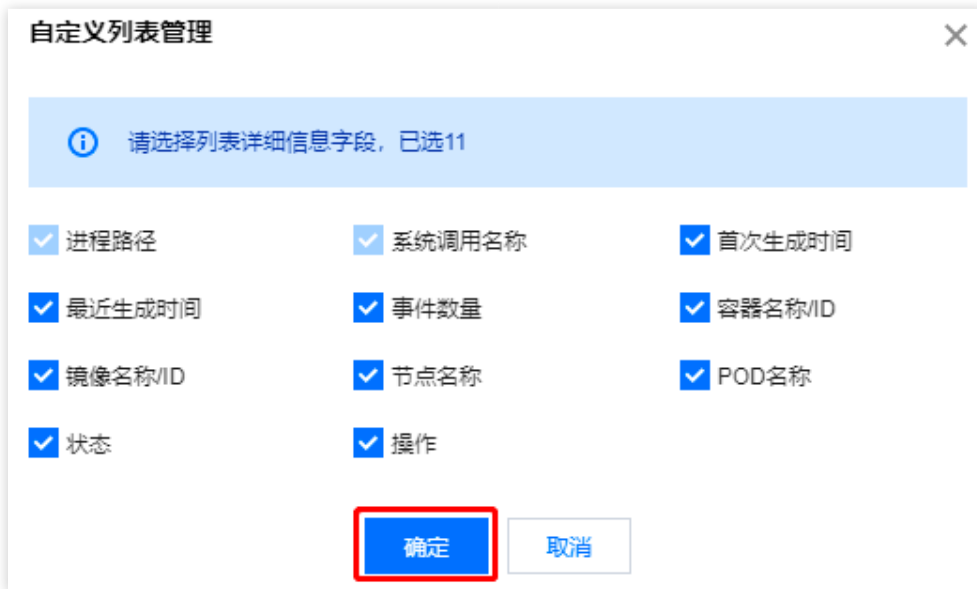 自定义列表管理
请选择列表详细信息字段，已选11
进程路径 系统调用名称 首次生成时间
最近生成时间 事件数量 容器名称/ID
镜像名称/ID 节点名称 POD名称
状态 操作
确定 取消